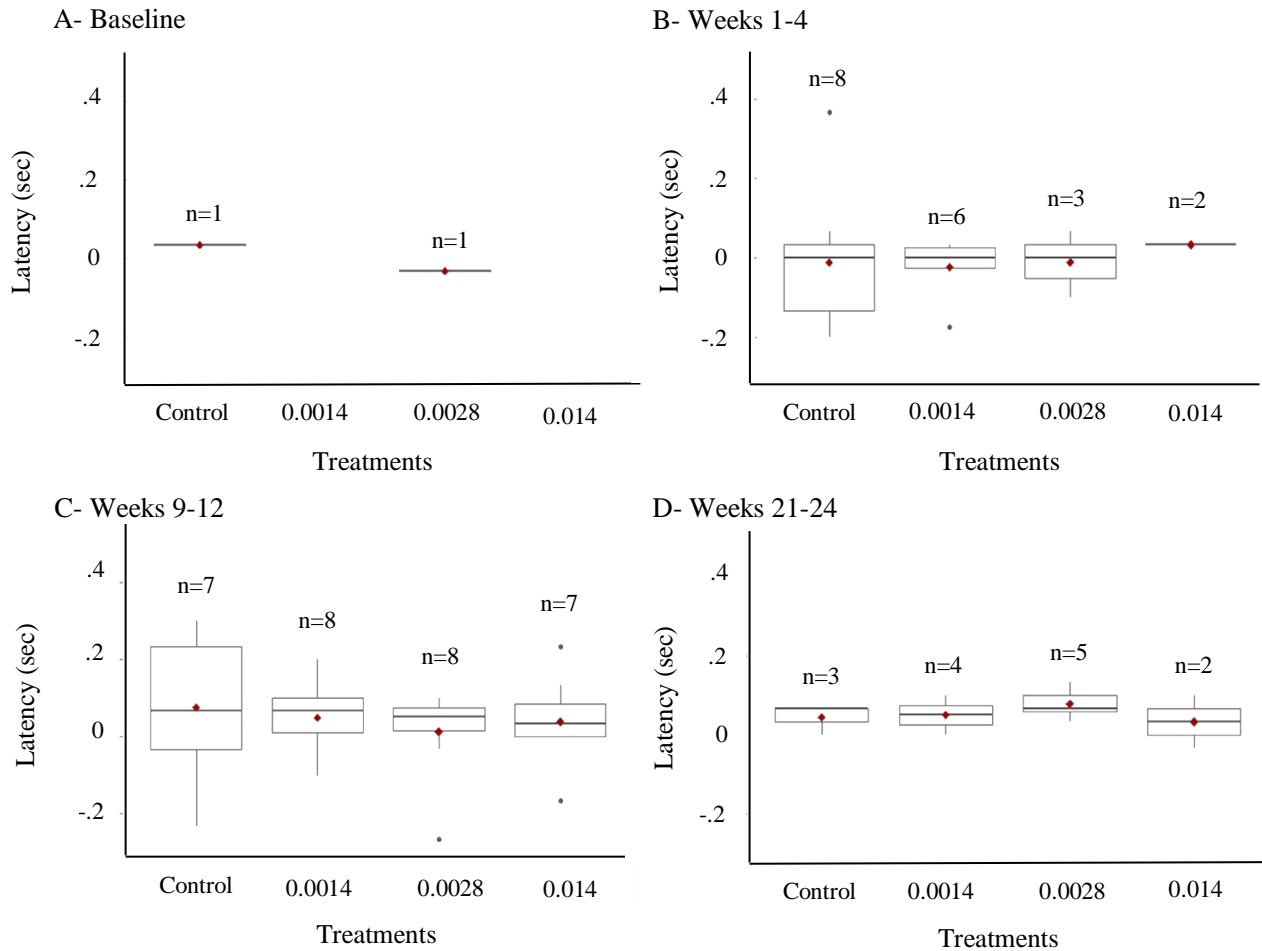 A- Baseline
Latency (sec)
.4
.2
0
-.2
n=1
n=1
Control 0.0014 0.0028 0.014
Treatments
B- Weeks 1-4
Latency (sec)
.4
.2
0
-.2
n=8
n=6
n=3
n=2
Control 0.0014 0.0028 0.014
Treatments
C- Weeks 9-12
Latency (sec)
.4
.2
0
-.2
n=7
n=8
n=8
n=7
Control 0.0014 0.0028 0.014
Treatments
D- Weeks 21-24
Latency (sec)
.4
.2
0
-.2
n=3
n=4
n=5
n=2
Control 0.0014 0.0028 0.014
Treatments